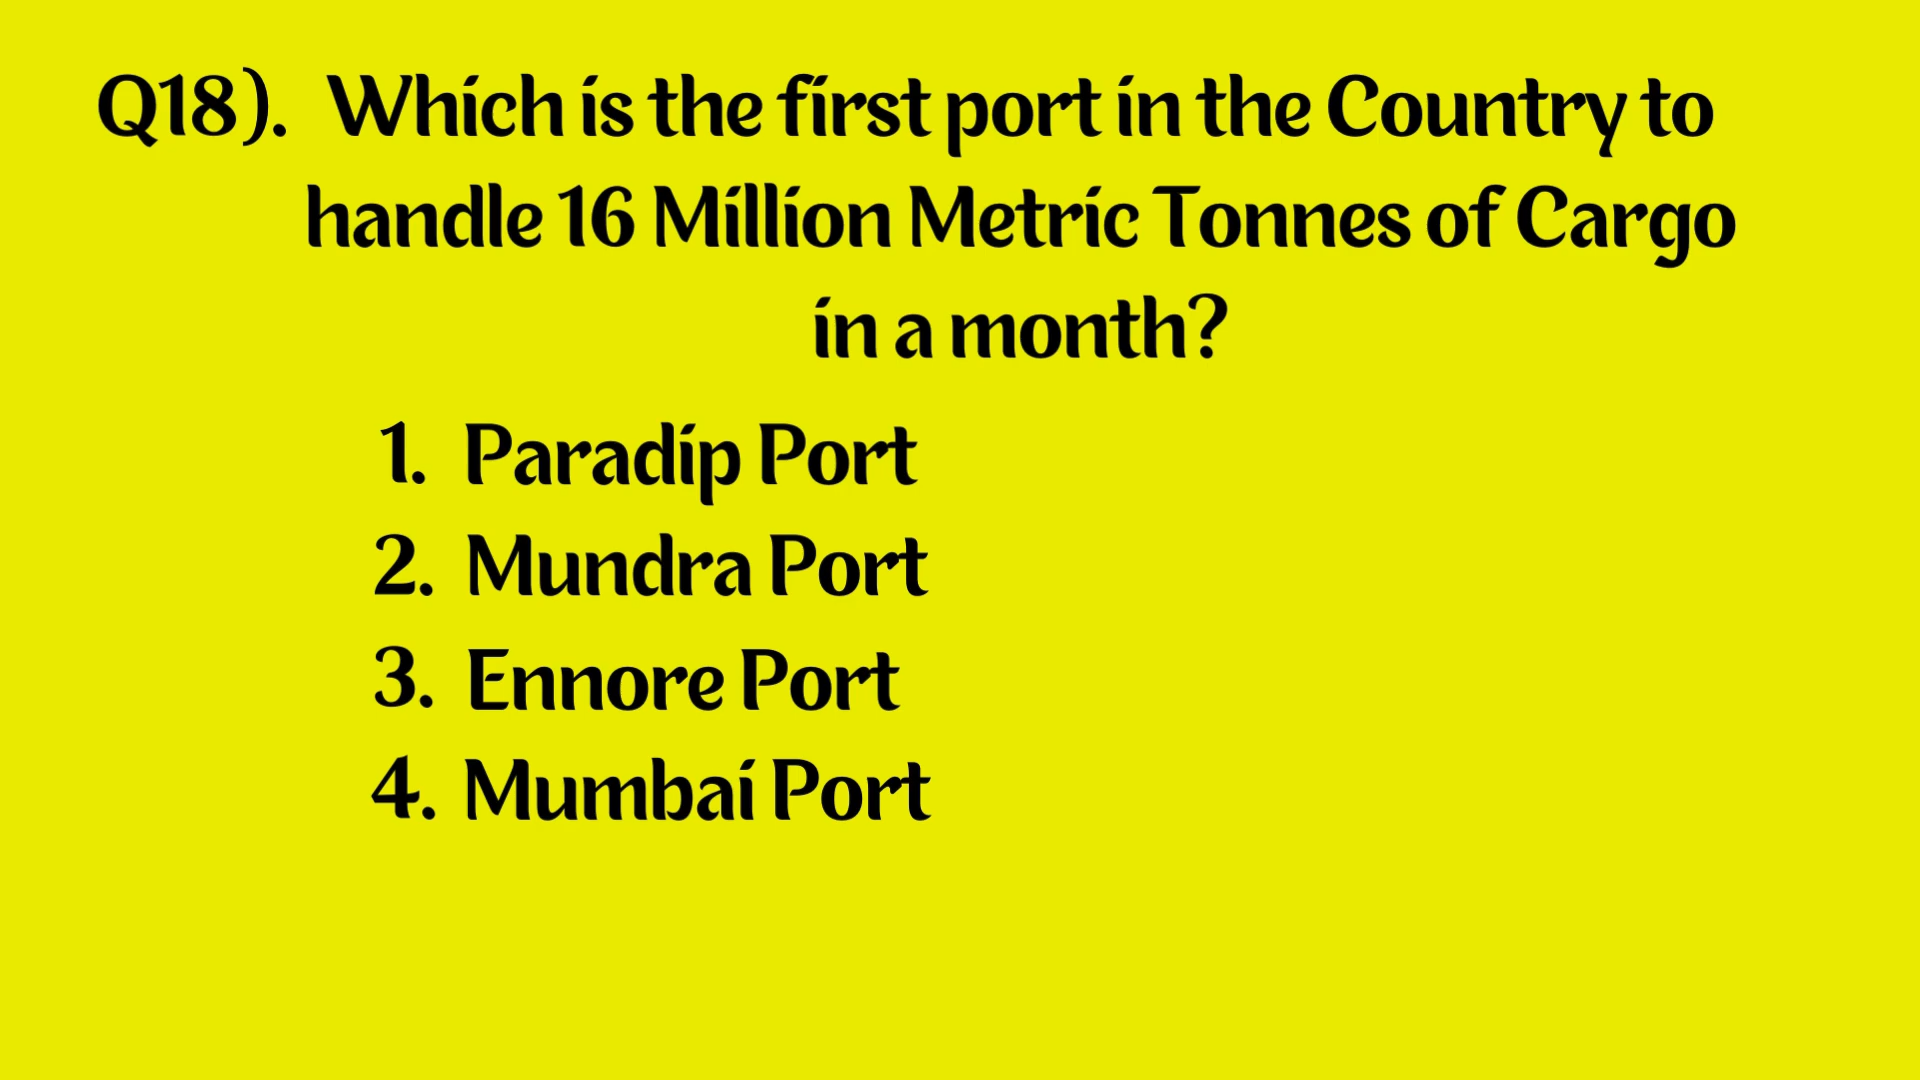 Q18). Which is the first port in the Country to
handle 16 Million Metric Tonnes of Cargo
in a month?
1. Paradip Port
2. Mundra Port
3. Ennore Port
4. Mumbai Port